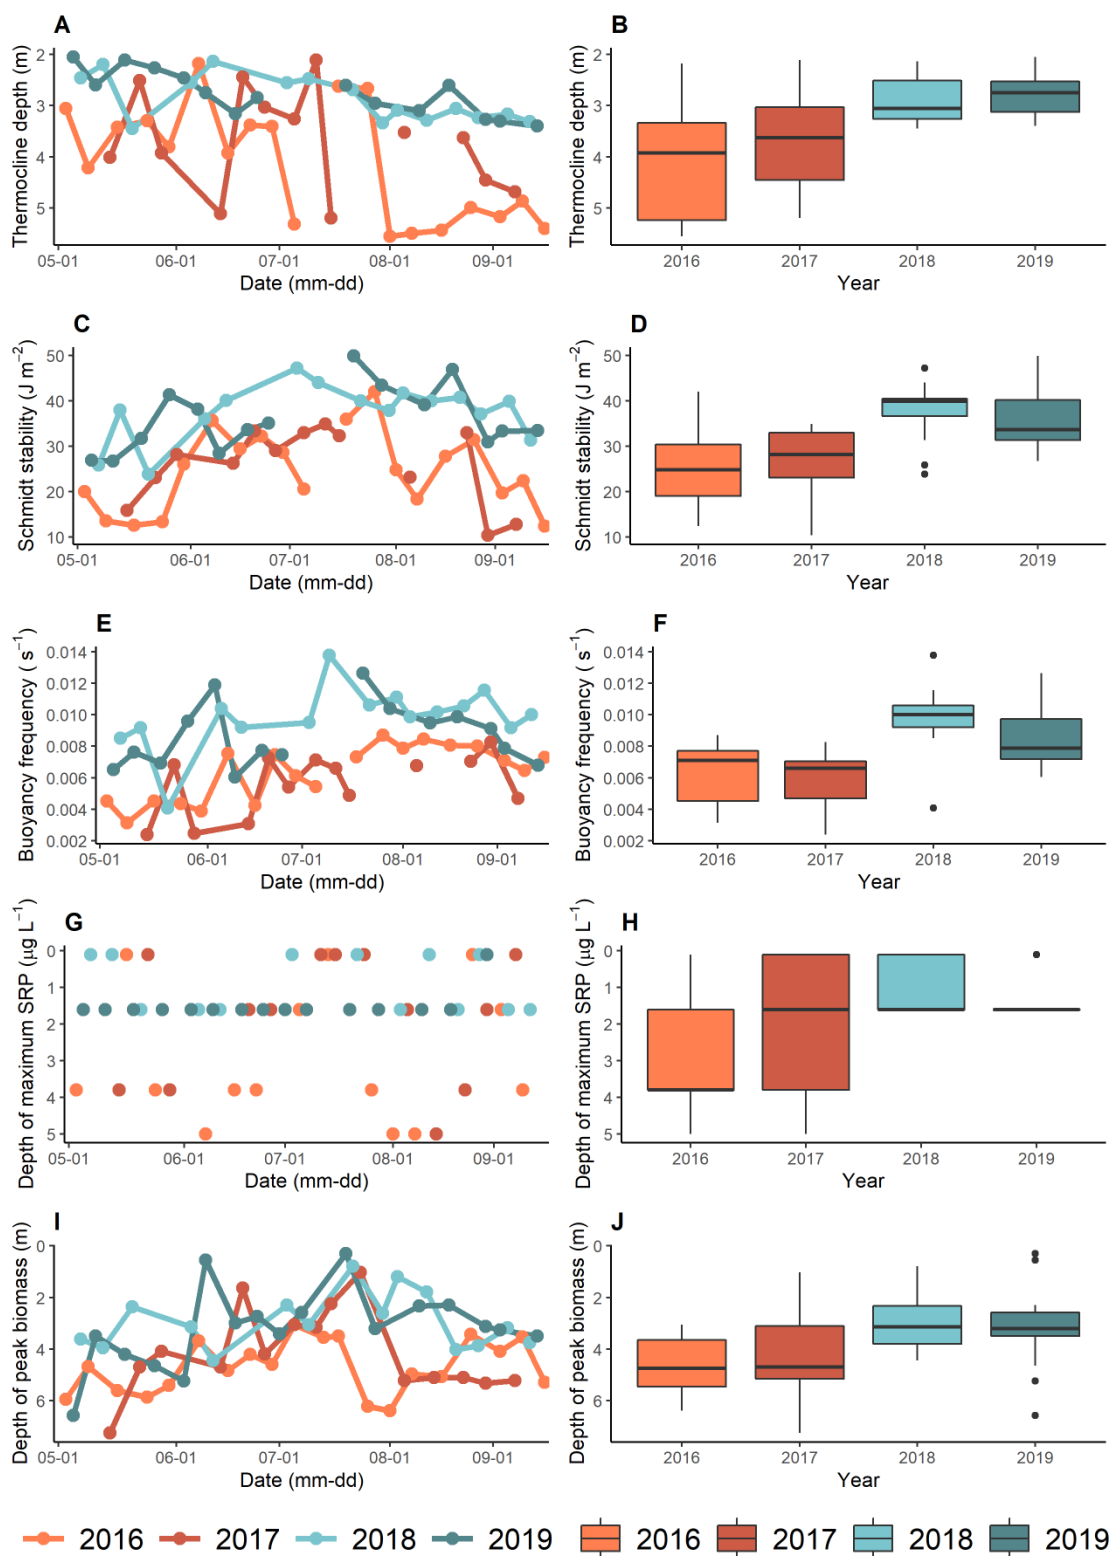 A
Thermocline depth (m)
2
3
4
5
05-01 06-01 07-01 08-01 09-01
Date (mm-dd)
B
Thermocline depth (m)
2
3
4
5
2016 2017 2018 2019
Year
C
Schmidt stability (J m⁻²)
50
40
30
20
10
05-01 06-01 07-01 08-01 09-01
Date (mm-dd)
D
Schmidt stability (J m⁻²)
50
40
30
20
10
2016 2017 2018 2019
Year
E
Buoyancy frequency ( s⁻¹)
0.014
0.012
0.010
0.008
0.006
0.004
0.002
05-01 06-01 07-01 08-01 09-01
Date (mm-dd)
F
Buoyancy frequency ( s⁻¹)
0.014
0.012
0.010
0.008
0.006
0.004
0.002
2016 2017 2018 2019
Year
G
Depth of maximum SRP (μg L⁻¹)
0
1
2
3
4
5
05-01 06-01 07-01 08-01 09-01
Date (mm-dd)
H
Depth of maximum SRP (μg L⁻¹)
0
1
2
3
4
5
2016 2017 2018 2019
Year
I
Depth of peak biomass (m)
0
2
4
6
05-01 06-01 07-01 08-01 09-01
Date (mm-dd)
J
Depth of peak biomass (m)
0
2
4
6
2016 2017 2018 2019
Year
2016 2017 2018 2019
2016 2017 2018 2019